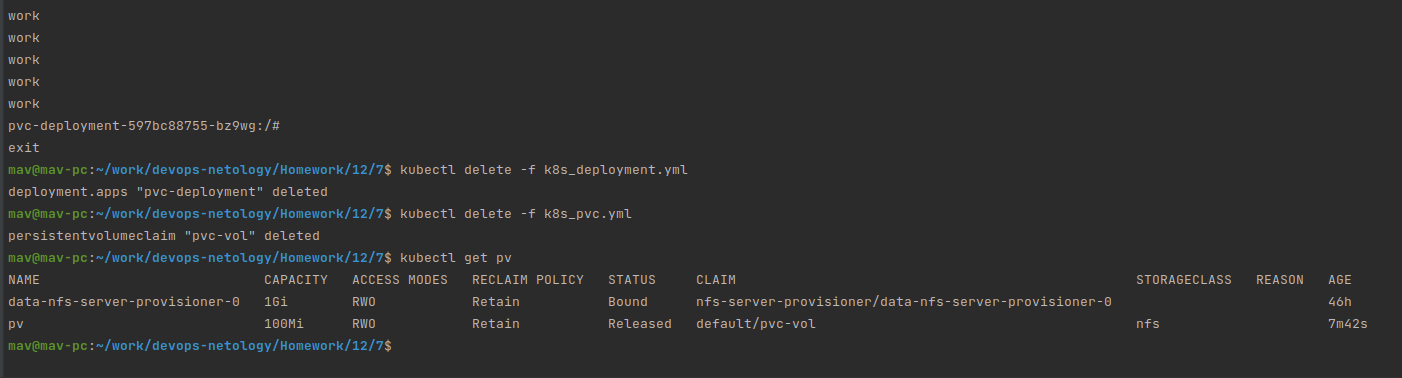 work
work
work
work
work
pvc-deployment-597bc88755-bz9wg:/#
exit
mav@mav-pc:~/work/devops-netology/Homework/12/7$ kubectl delete -f k8s_deployment.yml
deployment.apps "pvc-deployment" deleted
mav@mav-pc:~/work/devops-netology/Homework/12/7$ kubectl delete -f k8s_pvc.yml
persistentvolumeclaim "pvc-vol" deleted
mav@mav-pc:~/work/devops-netology/Homework/12/7$ kubectl get pv
NAME                            CAPACITY   ACCESS MODES   RECLAIM POLICY   STATUS     CLAIM                                                  STORAGECLASS   REASON   AGE
data-nfs-server-provisioner-0   1Gi        RWO            Retain           Bound      nfs-server-provisioner/data-nfs-server-provisioner-0                           46h
pv                              100Mi      RWO            Retain           Released   default/pvc-vol                                        nfs                     7m42s
mav@mav-pc:~/work/devops-netology/Homework/12/7$